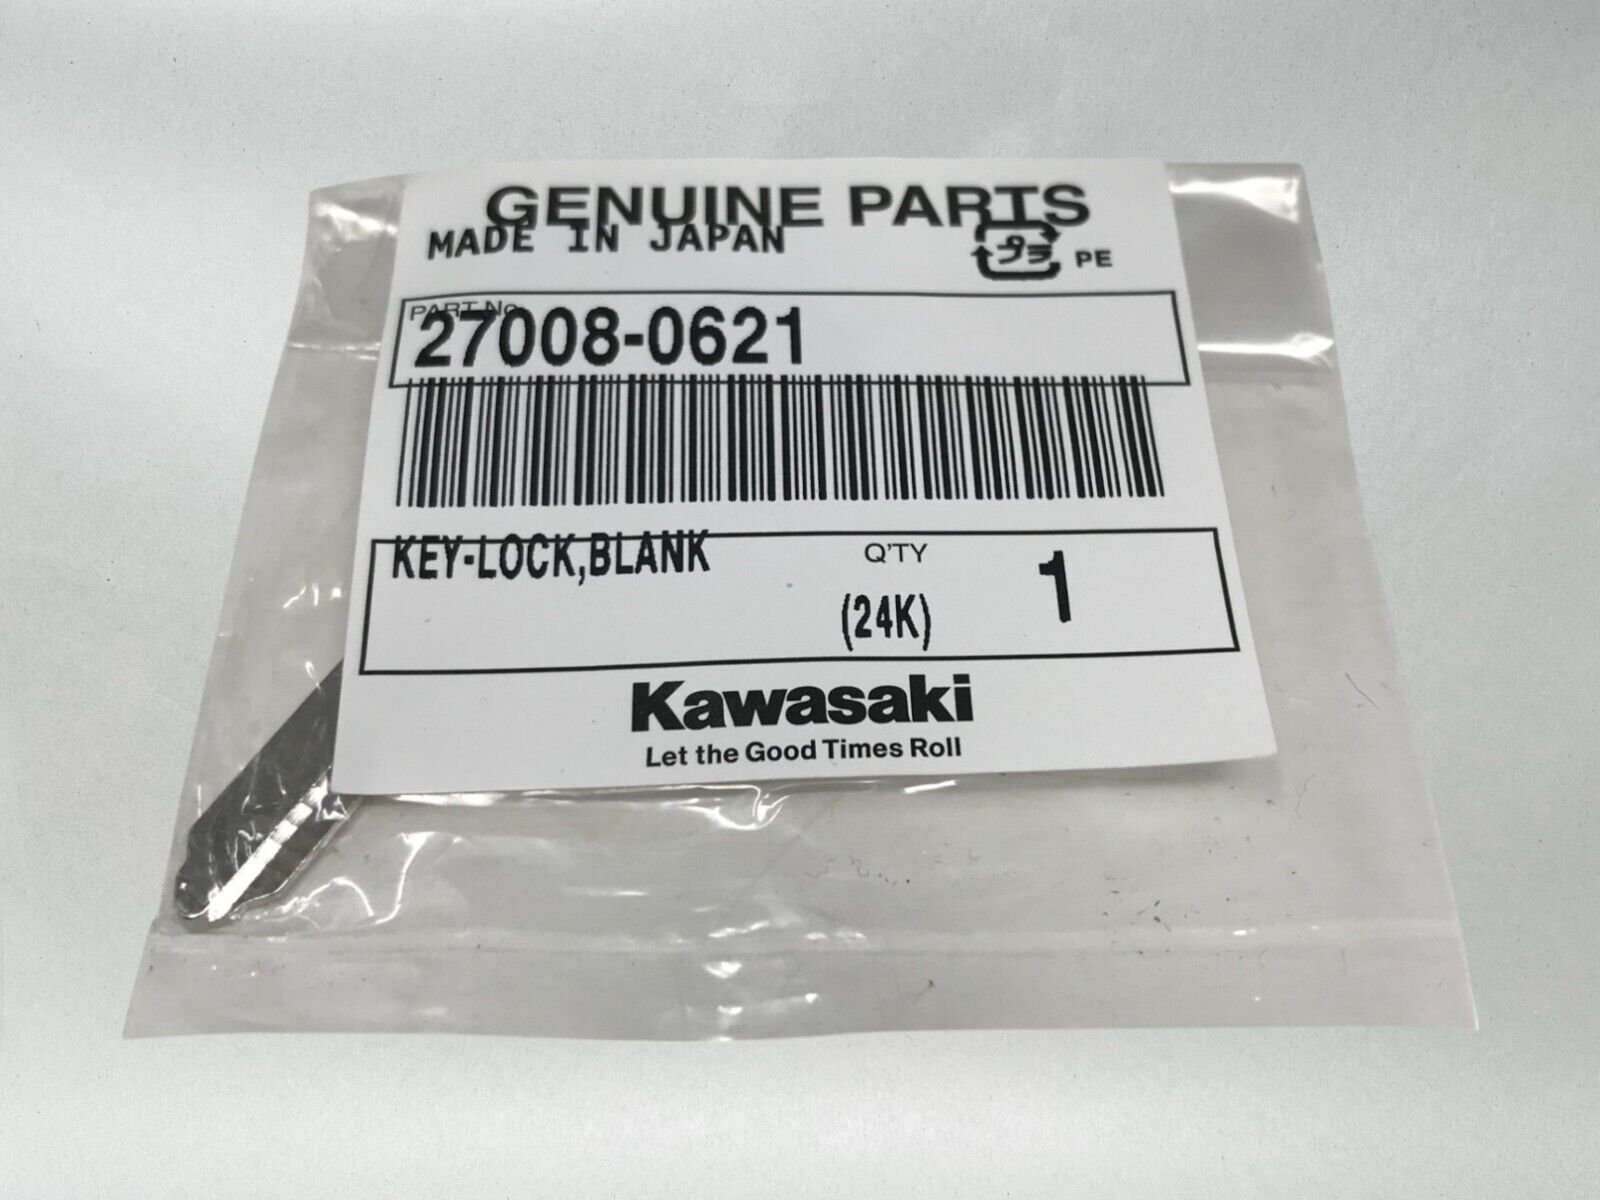 GENUINE PARTS
MADE IN JAPAN
プラ PE
PART No.
27008-0621
KEY-LOCK,BLANK
Q'TY
1
(24K)
Kawasaki
Let the Good Times Roll